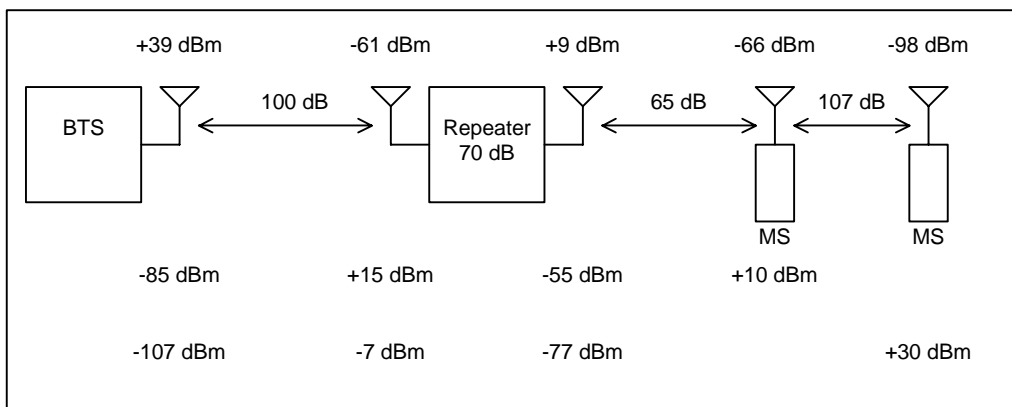 +39 dBm -61 dBm +9 dBm -66 dBm -98 dBm
100 dB 65 dB 107 dB
BTS Repeater
70 dB
MS MS
-85 dBm +15 dBm -55 dBm +10 dBm
-107 dBm -7 dBm -77 dBm +30 dBm